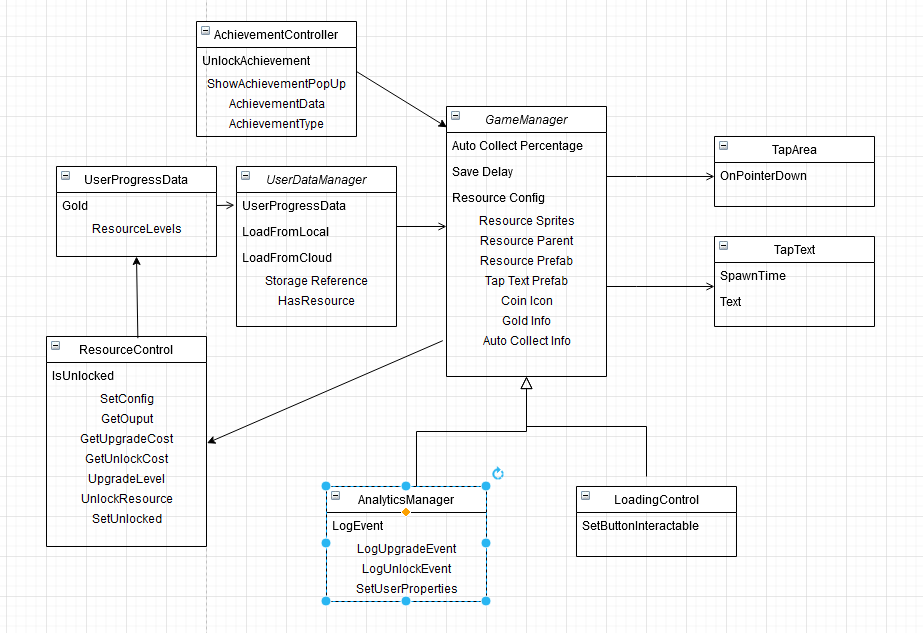 AchievementController
UnlockAchievement
ShowAchievementPopUp
AchievementData
AchievementType
GameManager
Auto Collect Percentage
Save Delay
Resource Config
Resource Sprites
Resource Parent
Resource Prefab
Tap Text Prefab
Coin Icon
Gold Info
Auto Collect Info
TapArea
OnPointerDown
UserProgressData
Gold
ResourceLevels
UserDataManager
UserProgressData
LoadFromLocal
LoadFromCloud
Storage Reference
HasResource
TapText
SpawnTime
Text
ResourceControl
IsUnlocked
SetConfig
GetOuput
GetUpgradeCost
GetUnlockCost
UpgradeLevel
UnlockResource
SetUnlocked
AnalyticsManager
LogEvent
LogUpgradeEvent
LogUnlockEvent
SetUserProperties
LoadingControl
SetButtonInteractable